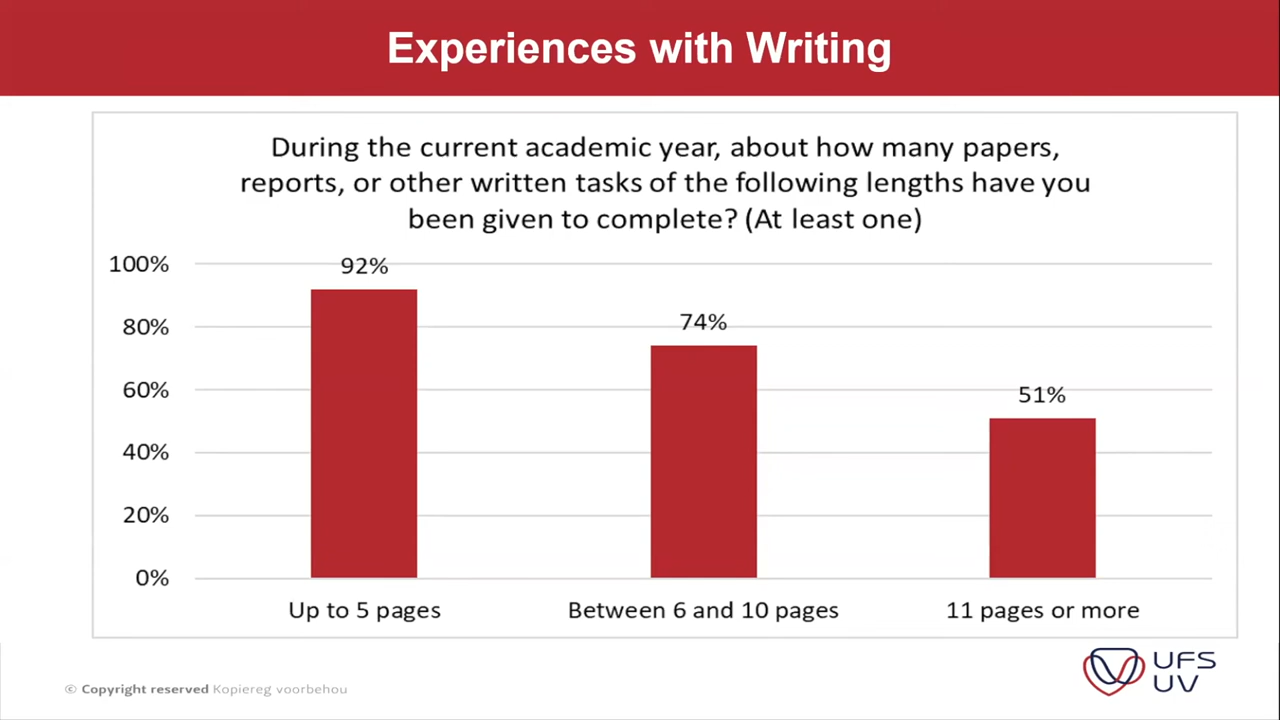 Experiences with Writing
During the current academic year, about how many papers,
reports, or other written tasks of the following lengths have you
been given to complete? (At least one)
100%
80%
60%
40%
20%
0%
92%
74%
51%
Up to 5 pages
Between 6 and 10 pages
11 pages or more
© Copyright reserved Kopiereg voorbehou
UFS
UV